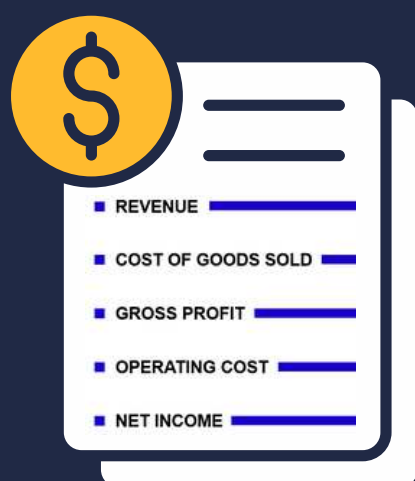 $
REVENUE
COST OF GOODS SOLD
GROSS PROFIT
OPERATING COST
NET INCOME